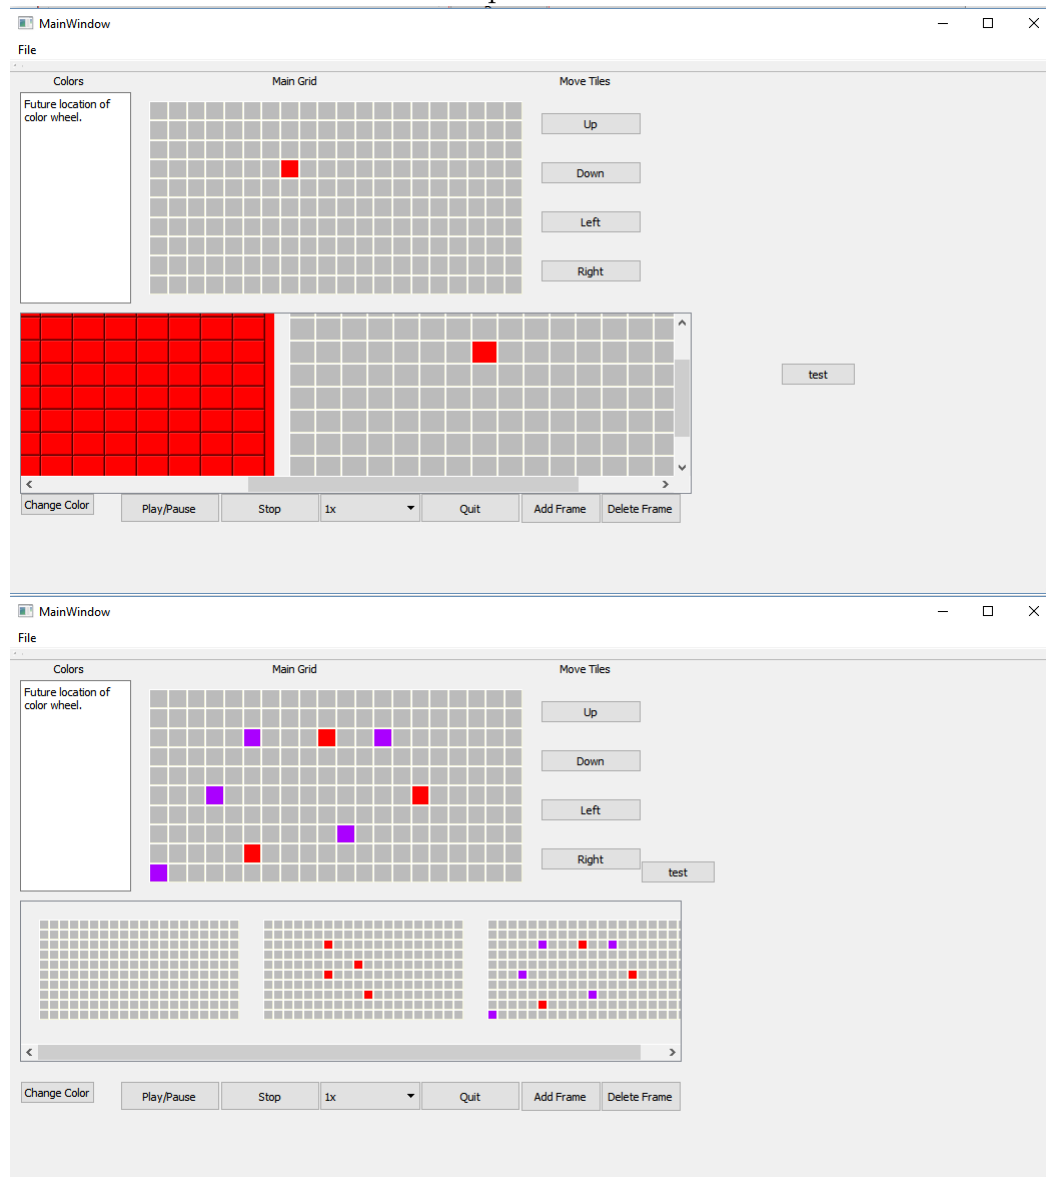 MainWindow
File
Colors
Main Grid
Move Tiles
Future location of
color wheel.
Up
Down
Left
Right
test
Change Color
Play/Pause
Stop
1x
Quit
Add Frame
Delete Frame
MainWindow
File
Colors
Main Grid
Move Tiles
Future location of
color wheel.
Up
Down
Left
Right
test
Change Color
Play/Pause
Stop
1x
Quit
Add Frame
Delete Frame